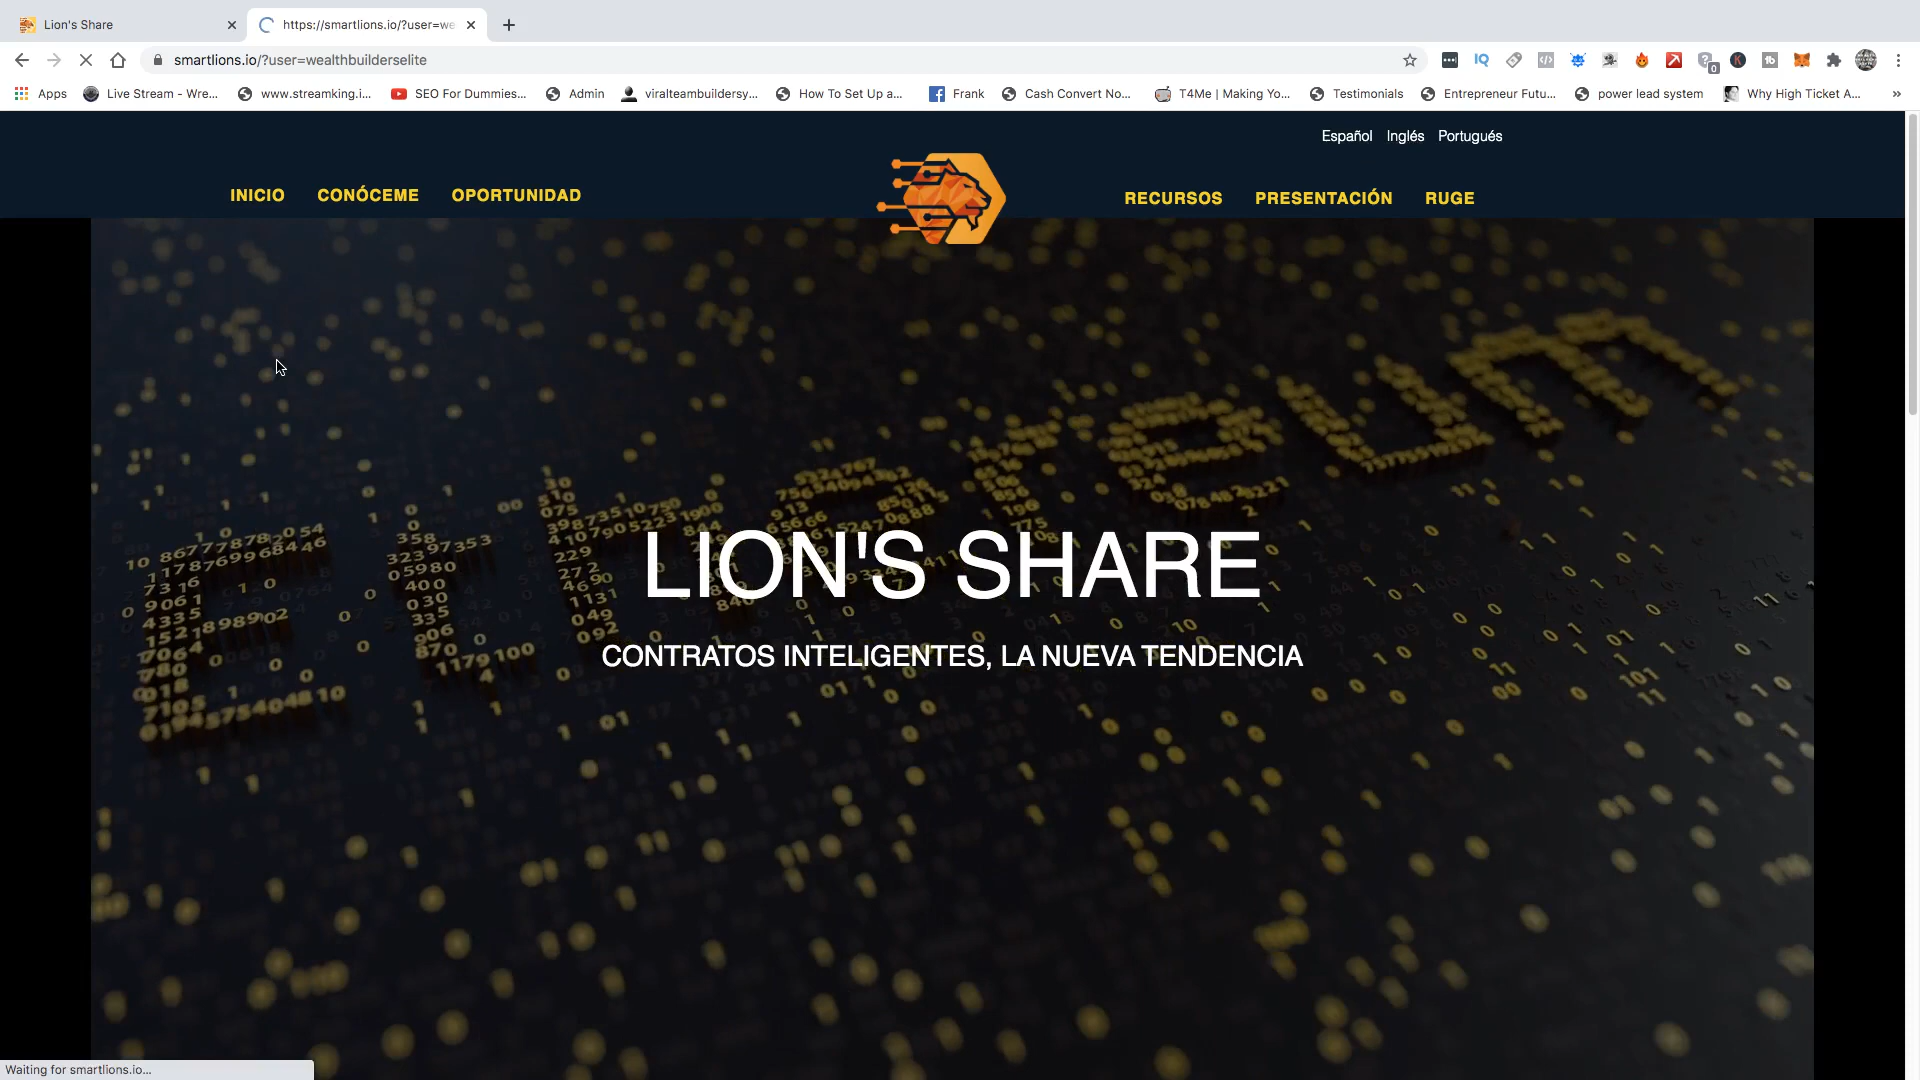 Lion's Share
https://smartlions.io/?user=we
smartlions.io/?user=wealthbuilderselite
Apps
Live Stream - Wre...
www.streamking.i...
SEO For Dummies...
Admin
viralteambuildersy...
How To Set Up a...
Frank
Cash Convert No...
T4Me | Making Yo...
Testimonials
Entrepreneur Futu...
power lead system
Why High Ticket A...
Español Inglés Portugués
INICIO CONÓCEME OPORTUNIDAD
RECURSOS PRESENTACIÓN RUGE
Ethereum
LION'S SHARE
CONTRATOS INTELIGENTES, LA NUEVA TENDENCIA
Waiting for smartlions.io...